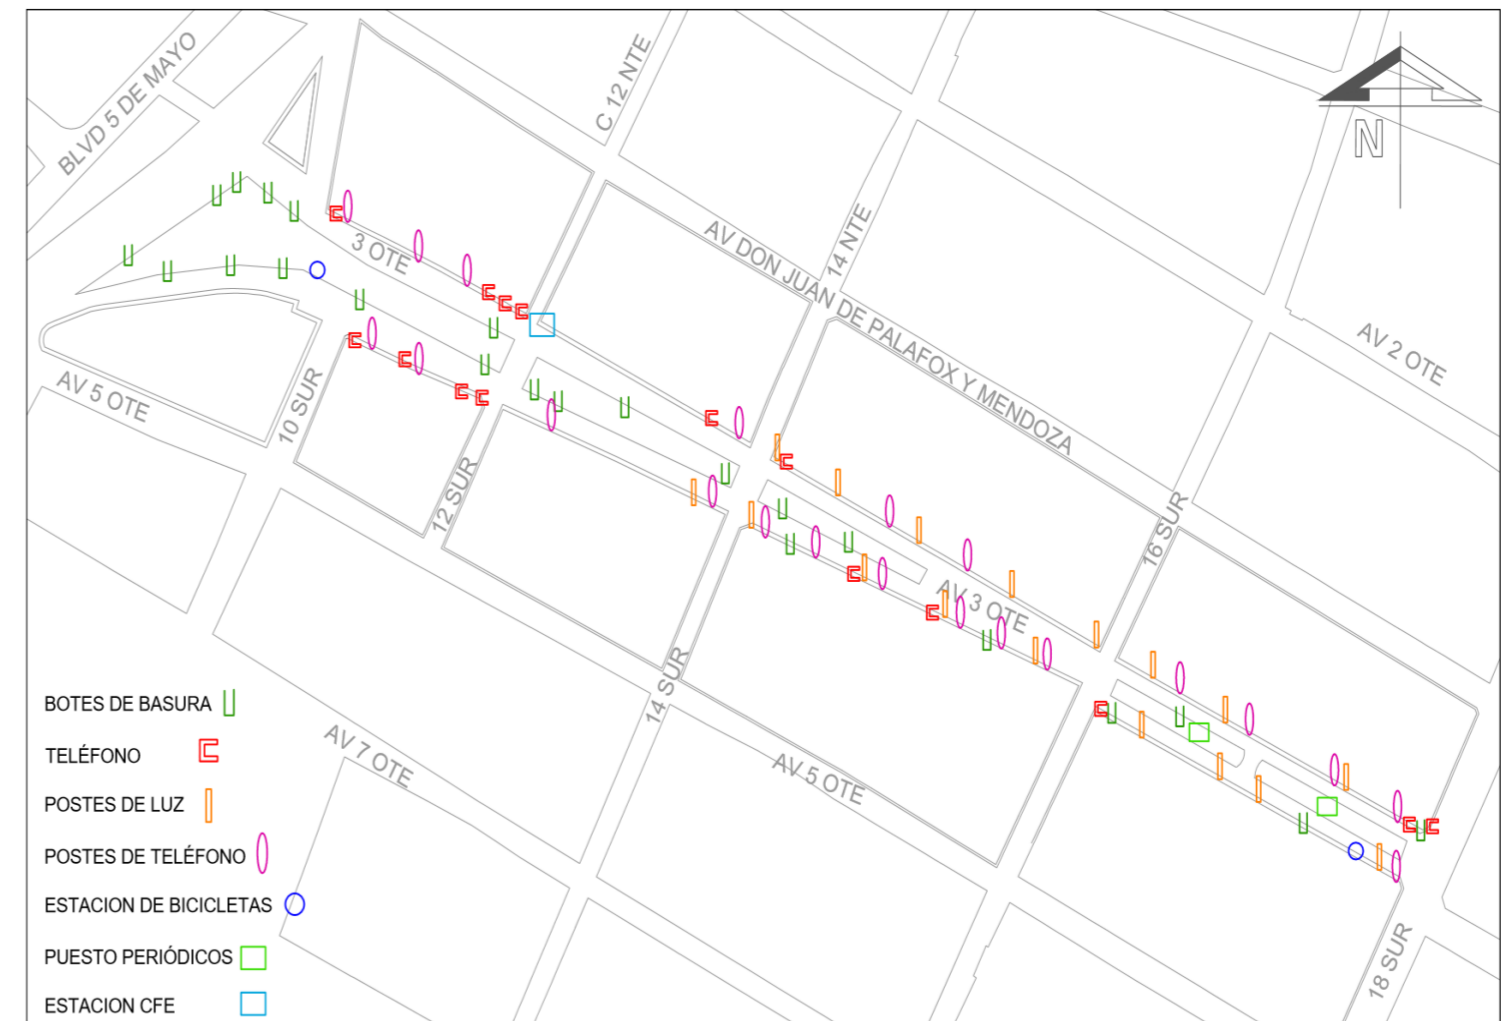 BLVD 5 DE MAYO
C 12 NTE
N
3 OTE
AV DON JUAN DE PALAFOX Y MENDOZA
14 NTE
AV 2 OTE
AV 5 OTE
10 SUR
12 SUR
16 SUR
AV 3 OTE
14 SUR
AV 7 OTE
AV 5 OTE
18 SUR
BOTES DE BASURA
TELÉFONO
POSTES DE LUZ
POSTES DE TELÉFONO
ESTACION DE BICICLETAS
PUESTO PERIÓDICOS
ESTACION CFE